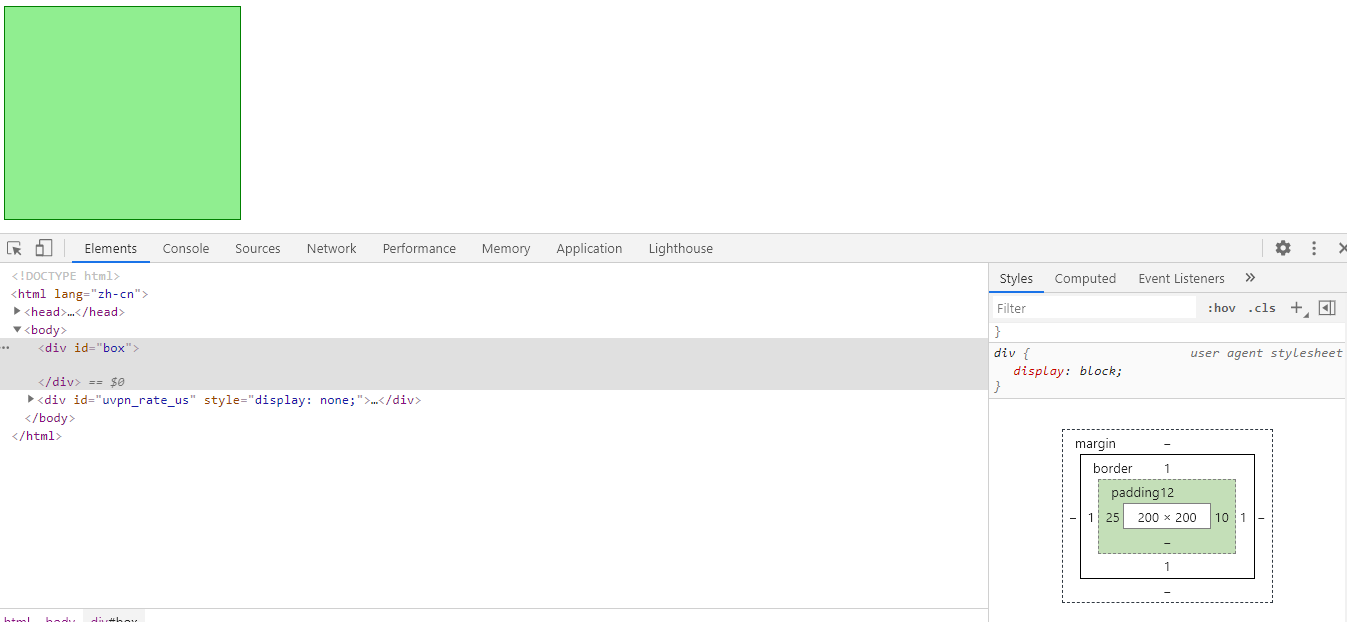 Elements Console Sources Network Performance Memory Application Lighthouse
<!DOCTYPE html>
<html lang="zh-cn">
<head>…</head>
<body>
<div id="box">
</div> == $0
<div id="uvpn_rate_us" style="display: none;">…</div>
</body>
</html>
Styles Computed Event Listeners »
Filter :hov .cls +
}
div { user agent stylesheet
display: block;
}
margin –
border 1
padding12
– 1 25 200 × 200 10 1 –
–
1
–
html body div#box